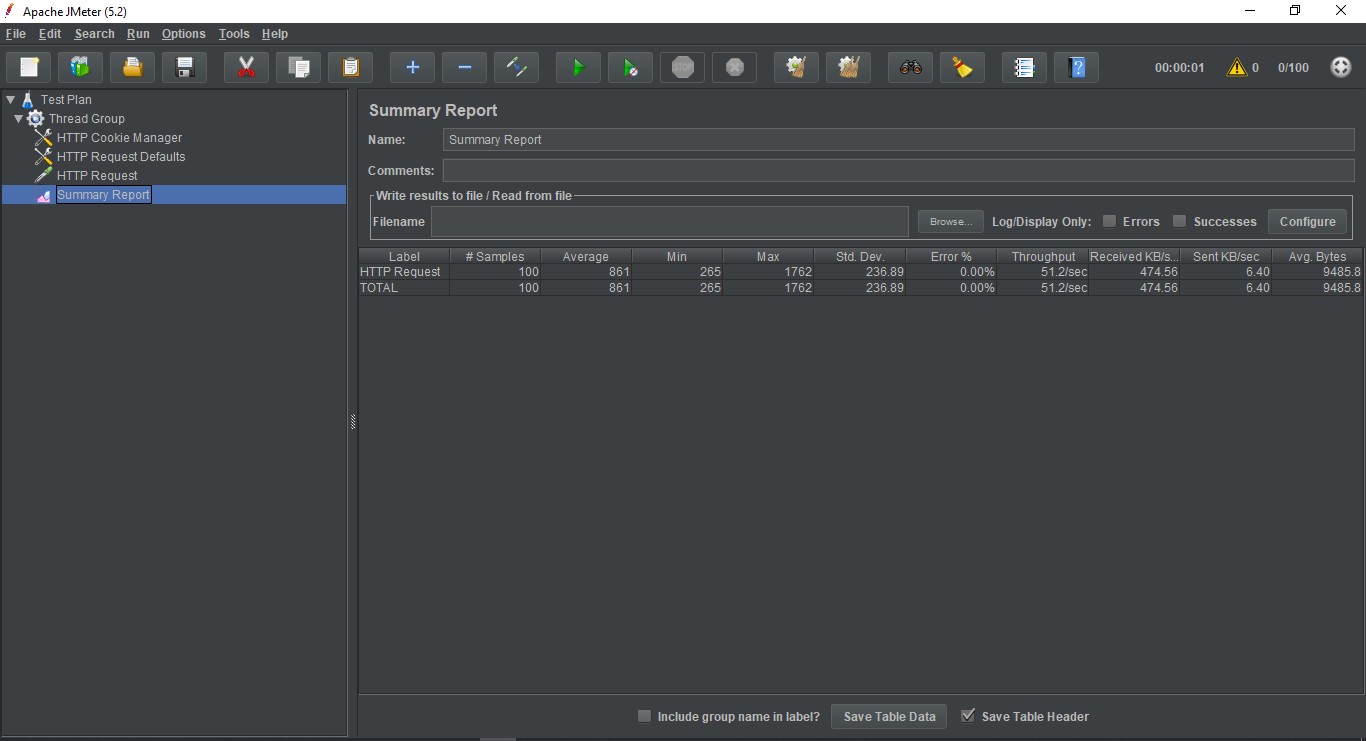 Apache JMeter (5.2)
File Edit Search Run Options Tools Help
STOP 00:00:01 0 0/100
Test Plan
Thread Group
HTTP Cookie Manager
HTTP Request Defaults
HTTP Request
Summary Report
Summary Report
Name: Summary Report
Comments:
Write results to file / Read from file
Filename Browse... Log/Display Only: Errors Successes Configure
Label # Samples Average Min Max Std. Dev. Error % Throughput Received KB/s... Sent KB/sec Avg. Bytes
HTTP Request 100 861 265 1762 236.89 0.00% 51.2/sec 474.56 6.40 9485.8
TOTAL 100 861 265 1762 236.89 0.00% 51.2/sec 474.56 6.40 9485.8
Include group name in label? Save Table Data Save Table Header